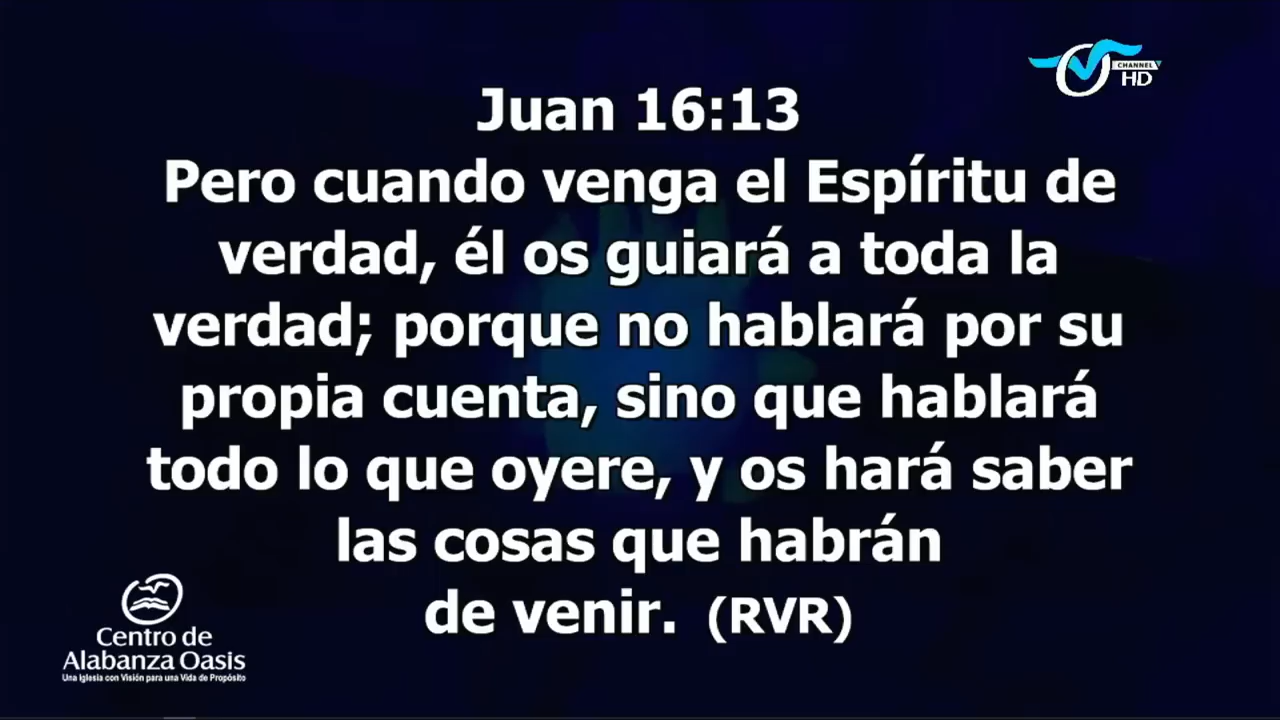 CHANNEL
HD
Juan 16:13
Pero cuando venga el Espíritu de
verdad, él os guiará a toda la
verdad; porque no hablará por su
propia cuenta, sino que hablará
todo lo que oyere, y os hará saber
las cosas que habrán
de venir. (RVR)
Centro de
Alabanza Oasis
Una Iglesia con Visión para una Vida de Propósito